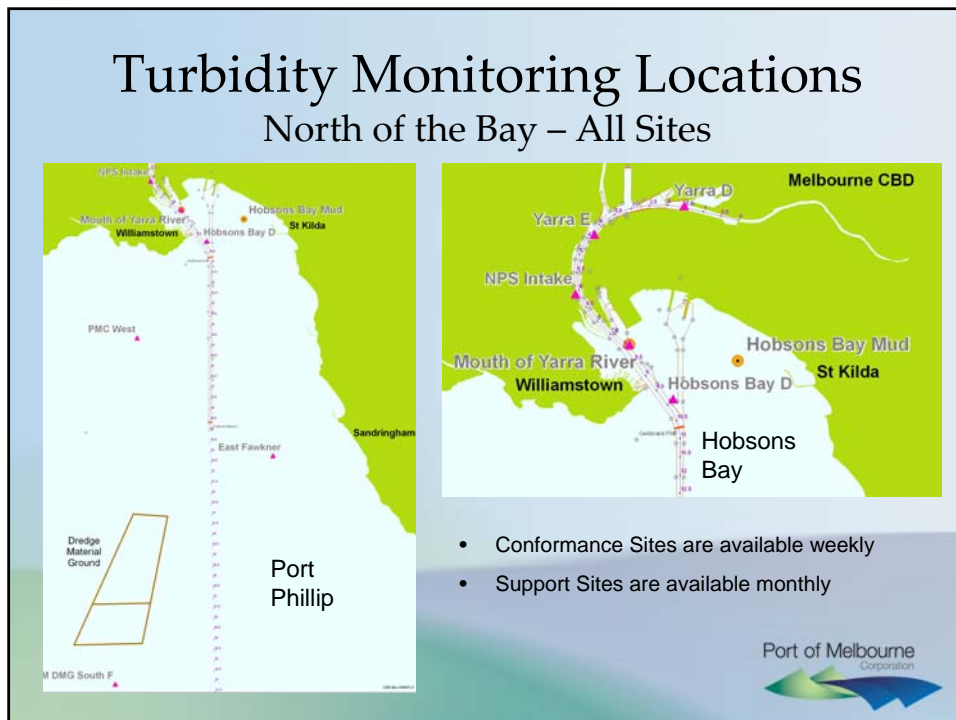 Turbidity Monitoring Locations
North of the Bay – All Sites
NPS Intake
Mouth of Yarra River
Williamstown
Hobsons Bay Mud
St Kilda
Hobsons Bay D
PMC West
East Fawkner
Sandringham
Dredge
Material
Ground
Port
Phillip
M DMG South F
Melbourne CBD
Yarra D
Yarra E
NPS Intake
Mouth of Yarra River
Williamstown
Hobsons Bay Mud
St Kilda
Hobsons Bay D
Hobsons
Bay
• Conformance Sites are available weekly
• Support Sites are available monthly
Port of Melbourne
Corporation